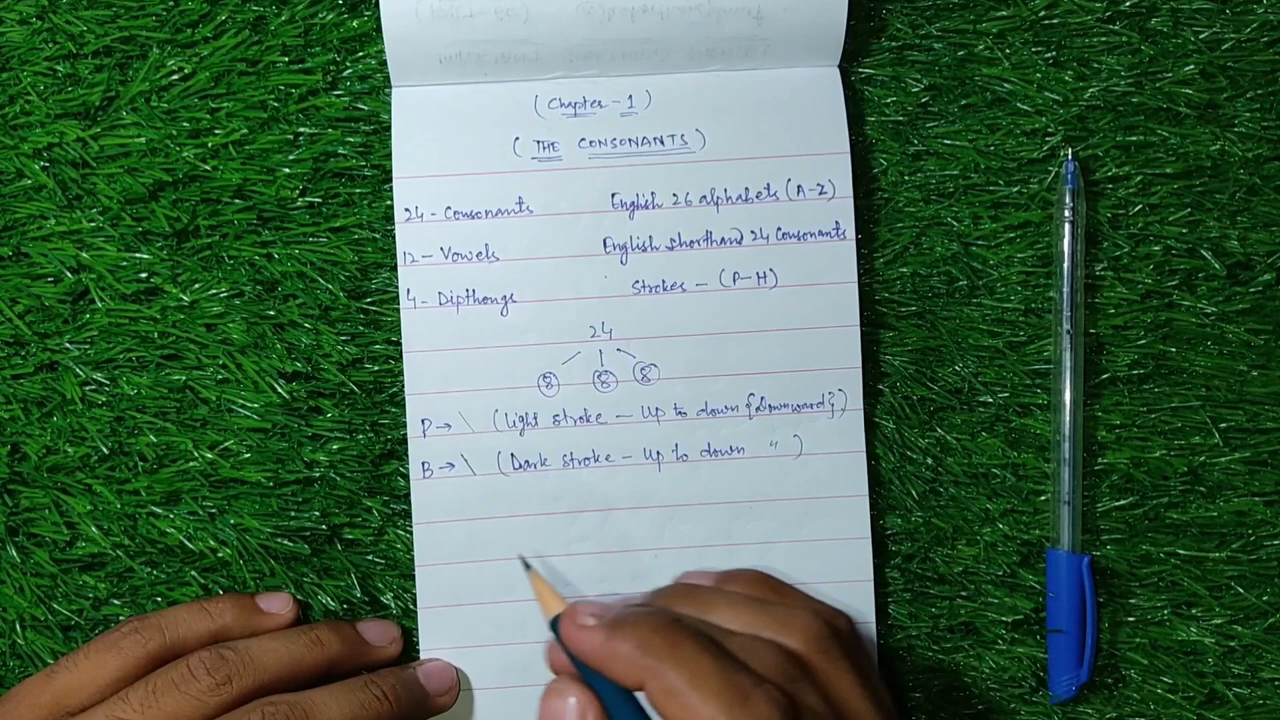 (Chapter - 1)
(THE CONSONANTS)
24 - Consonants English 26 alphabets (A-Z)
12 - Vowels English shorthand 24 Consonants
4 - Dipthongs Strokes - (P-H)
24
8 8 8
P → \ (Light stroke - Up to down {Downward})
B → \ (Dark stroke - Up to down 〃 )